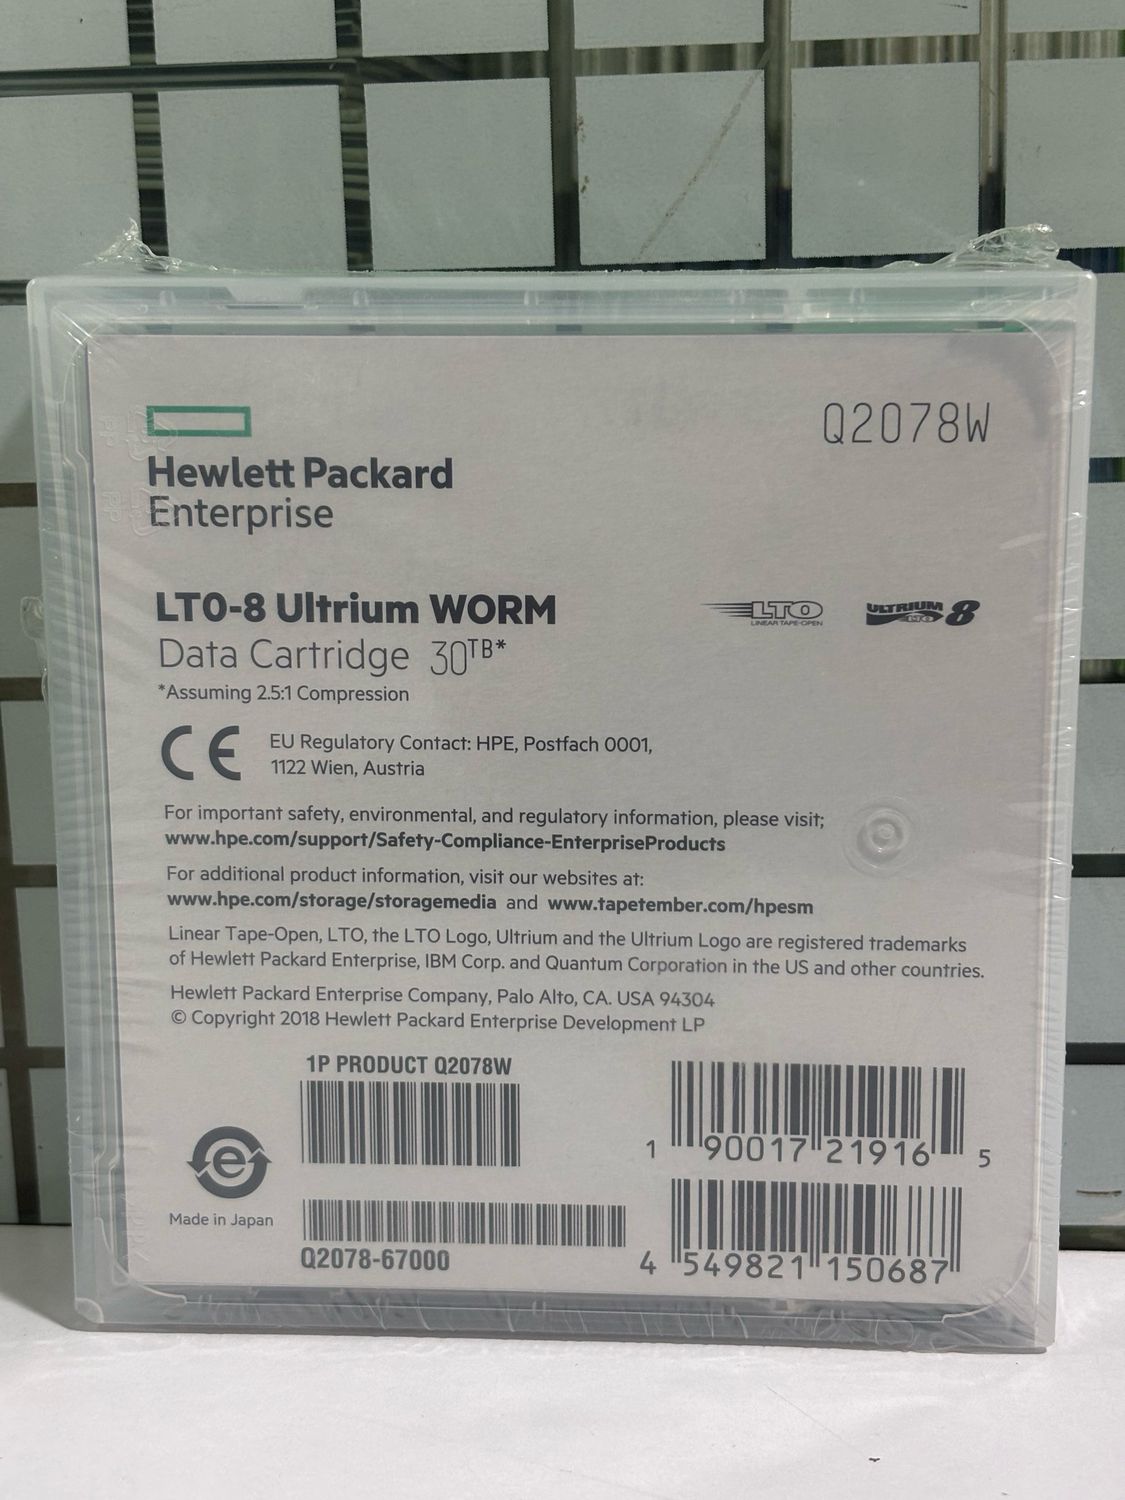 Q2078W
Hewlett Packard
Enterprise
LTO-8 Ultrium WORM
LTO
LINEAR TAPE-OPEN
ULTRIUM 8
LTO
Data Cartridge 30TB*
*Assuming 2.5:1 Compression
CE
EU Regulatory Contact: HPE, Postfach 0001,
1122 Wien, Austria
For important safety, environmental, and regulatory information, please visit;
www.hpe.com/support/Safety-Compliance-EnterpriseProducts
For additional product information, visit our websites at:
www.hpe.com/storage/storagemedia and www.tapetember.com/hpesm
Linear Tape-Open, LTO, the LTO Logo, Ultrium and the Ultrium Logo are registered trademarks
of Hewlett Packard Enterprise, IBM Corp. and Quantum Corporation in the US and other countries.
Hewlett Packard Enterprise Company, Palo Alto, CA. USA 94304
© Copyright 2018 Hewlett Packard Enterprise Development LP
1P PRODUCT Q2078W
1 90017 21916 5
e
Made in Japan
Q2078-67000
4 549821 150687